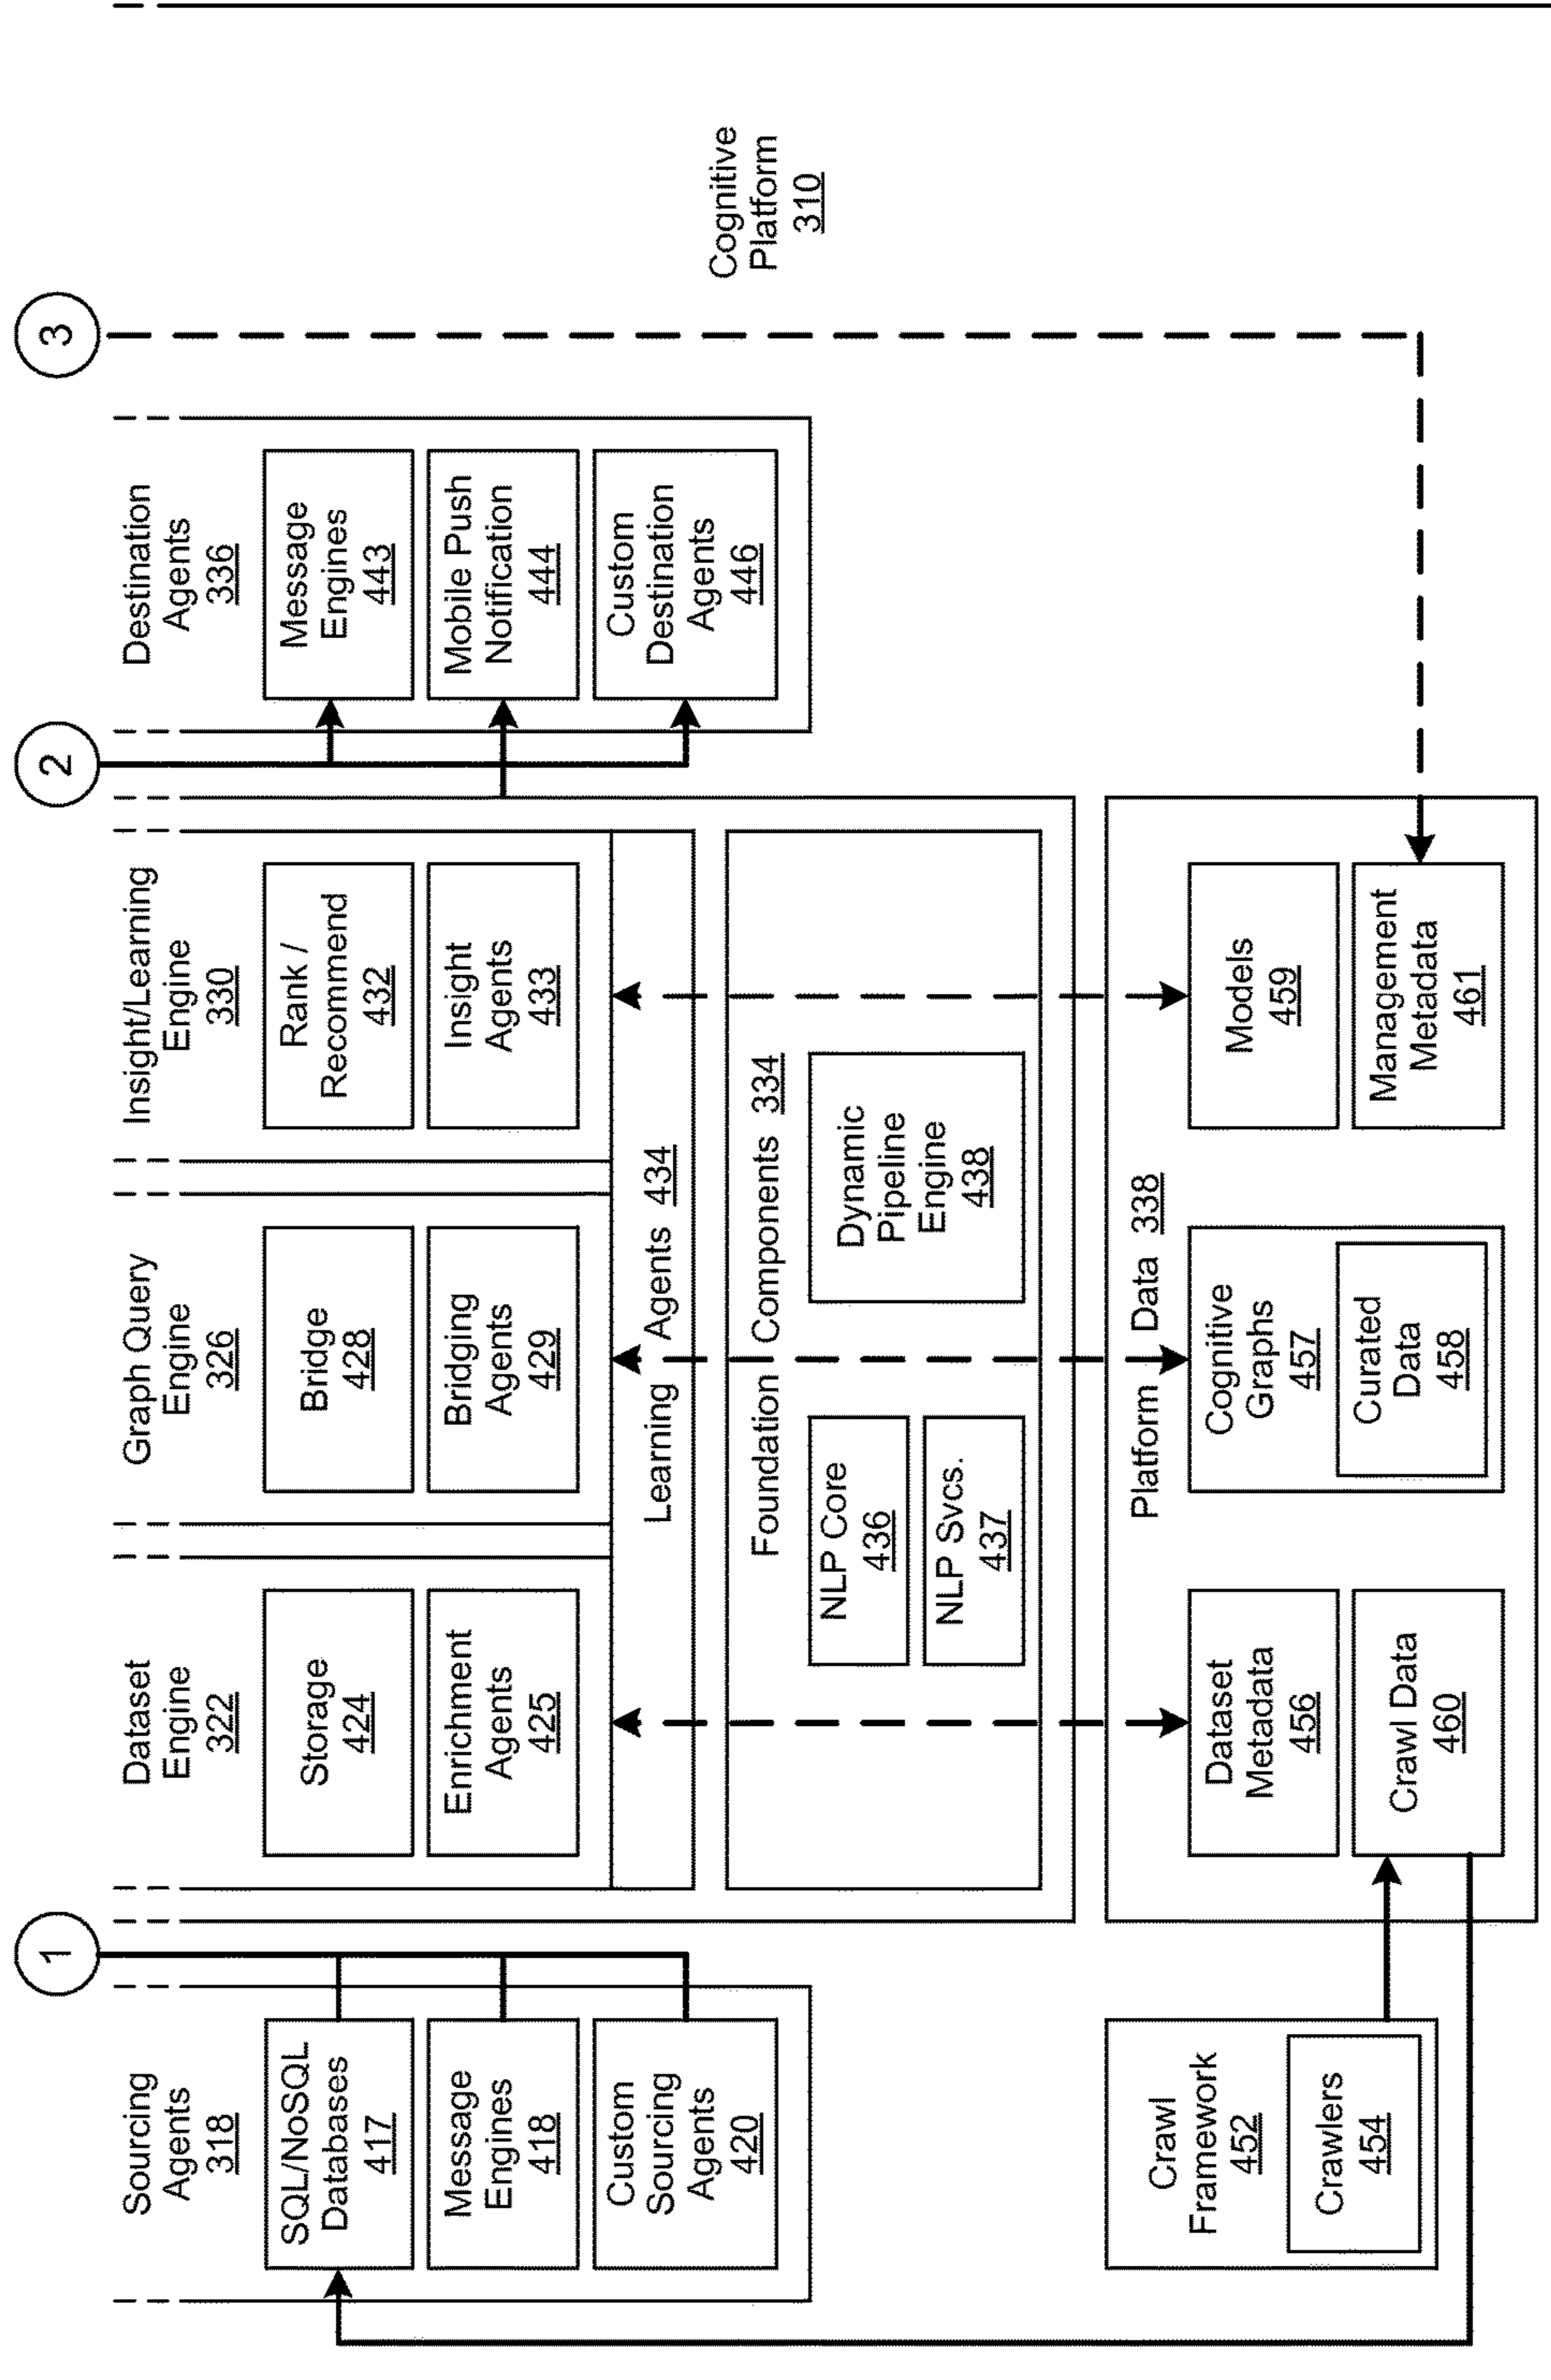 1
2
3
Sourcing
Agents
318
SQL/NoSQL
Databases
417
Message
Engines
418
Custom
Sourcing
Agents
420
Dataset
Engine
322
Storage
424
Enrichment
Agents
425
Graph Query
Engine
326
Bridge
428
Bridging
Agents
429
Insight/Learning
Engine
330
Rank /
Recommend
432
Insight
Agents
433
Learning Agents 434
Foundation Components 334
NLP Core
436
NLP Svcs.
437
Dynamic
Pipeline
Engine
438
Destination
Agents
336
Message
Engines
443
Mobile Push
Notification
444
Custom
Destination
Agents
446
Cognitive
Platform
310
Crawl
Framework
452
Crawlers
454
Platform Data 338
Dataset
Metadata
456
Crawl Data
460
Cognitive
Graphs
457
Curated
Data
458
Models
459
Management
Metadata
461